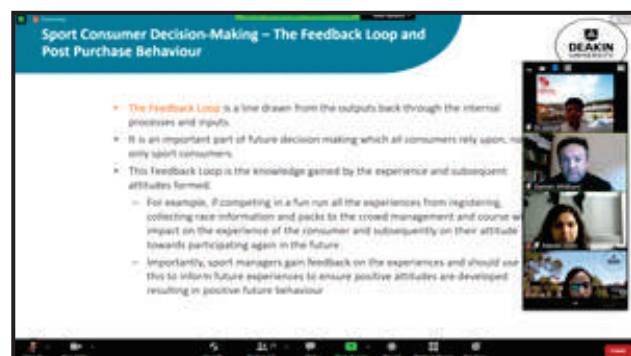 Sport Consumer Decision-Making – The Feedback Loop and
Post Purchase Behaviour
DEAKIN
UNIVERSITY
• The Feedback Loop is a line drawn from the outputs back through the internal
processes and inputs.
• It is an important part of future decision making which all consumers rely upon,
only sport consumers.
• This Feedback Loop is the knowledge gained by the experience and subsequent
attitudes formed.
– For example, if competing in a fun run all the experiences from registering,
collecting race information and packs to the crowd management and course
impact on the experience of the consumer and subsequently on their attitude
towards participating again in the future
– Importantly, sport managers gain feedback on the experiences and should use
this to inform future experiences to ensure positive attitudes are developed
resulting in positive future behaviour
DEAKIN